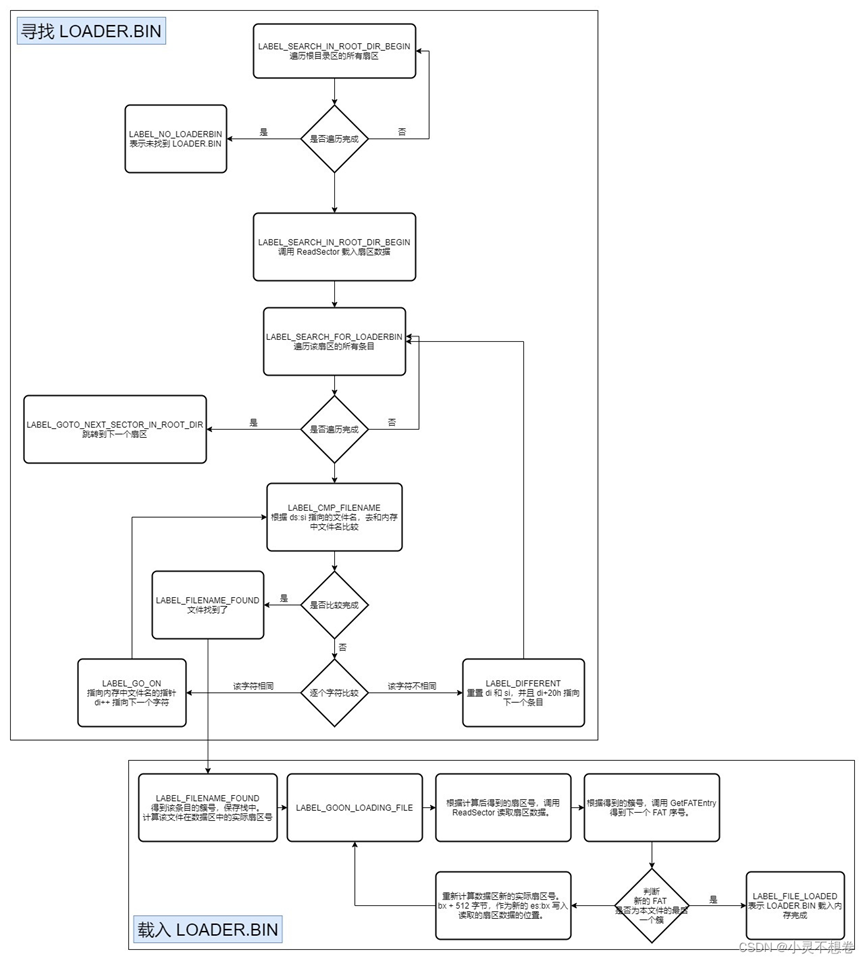 寻找 LOADER.BIN
LABEL_SEARCH_IN_ROOT_DIR_BEGIN
遍历根目录区的所有扇区
LABEL_NO_LOADERBIN
表示未找到 LOADER.BIN
是
是否遍历完成
否
LABEL_SEARCH_IN_ROOT_DIR_BEGIN
调用 ReadSector 载入扇区数据
LABEL_SEARCH_FOR_LOADERBIN
遍历该扇区的所有条目
LABEL_GOTO_NEXT_SECTOR_IN_ROOT_DIR
跳转到下一个扇区
是
是否遍历完成
否
LABEL_CMP_FILENAME
根据 ds:si 指向的文件名，去和内存
中文件名比较
LABEL_FILENAME_FOUND
文件找到了
是
是否比较完成
否
LABEL_GO_ON
指向内存中文件名的指针
di++ 指向下一个字符
该字符相同
逐个字符比较
该字符不相同
LABEL_DIFFERENT
重置 di 和 si，并且 di+20h 指向
下一个条目
LABEL_FILENAME_FOUND
得到该条目的簇号，保存栈中。
计算该文件在数据区中的实际扇区号
LABEL_GOON_LOADING_FILE
根据计算后得到的扇区号，调用
ReadSector 读取扇区数据。
根据得到的簇号，调用 GetFATEntry
得到下一个 FAT 序号。
重新计算数据区新的实际扇区号。
bx + 512 字节，作为新的 es:bx 写入
读取的扇区数据的位置。
判断
新的 FAT
是否为本文件的最后
一个簇
是
LABEL_FILE_LOADED
表示 LOADER.BIN 载入内
存完成
载入 LOADER.BIN
CSDN @小灵不想卷